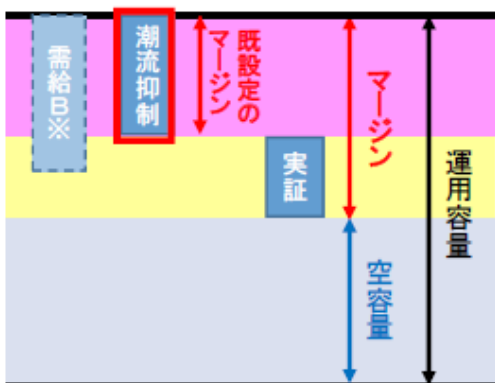 需給B※
潮流抑制
既設定の
マージン
実証
マージン
空容量
運用容量